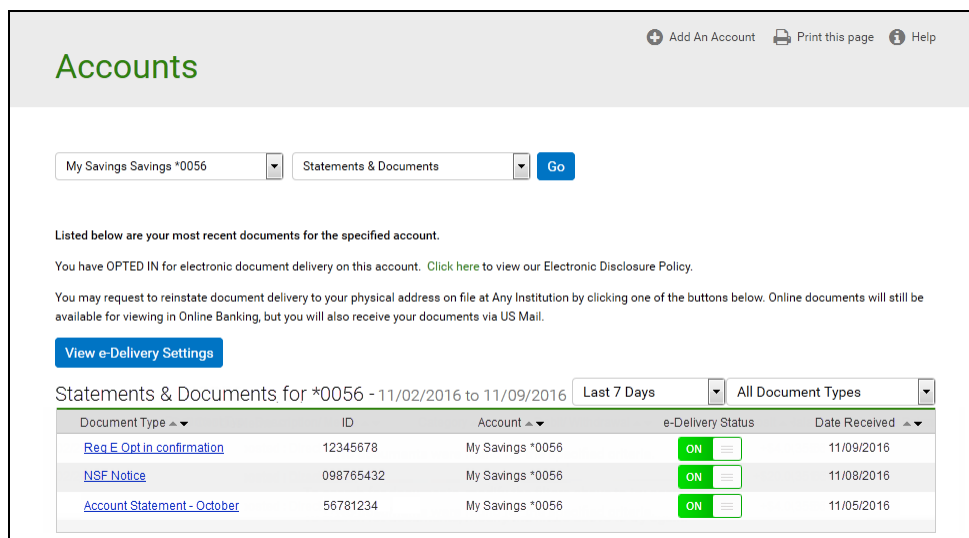 Add An Account Print this page Help
Accounts
My Savings Savings *0056 Statements & Documents Go
Listed below are your most recent documents for the specified account.
You have OPTED IN for electronic document delivery on this account. Click here to view our Electronic Disclosure Policy.
You may request to reinstate document delivery to your physical address on file at Any Institution by clicking one of the buttons below. Online documents will still be
available for viewing in Online Banking, but you will also receive your documents via US Mail.
View e-Delivery Settings
Statements & Documents for *0056 - 11/02/2016 to 11/09/2016 Last 7 Days All Document Types
Document Type ID Account e-Delivery Status Date Received
Reg E Opt in confirmation 12345678 My Savings *0056 ON 11/09/2016
NSF Notice 098765432 My Savings *0056 ON 11/08/2016
Account Statement - October 56781234 My Savings *0056 ON 11/05/2016